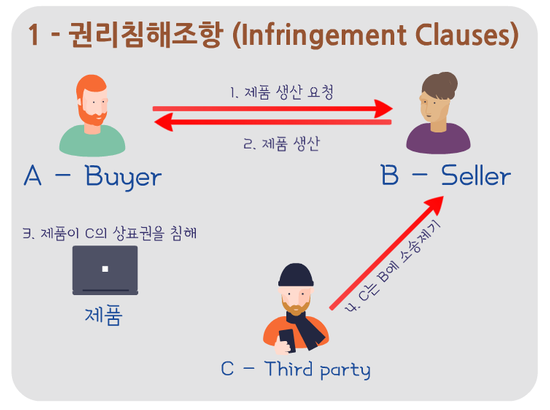 1 - 권리침해조항 (Infringement Clauses)
1. 제품 생산 요청
2. 제품 생산
A - Buyer
B - Seller
3. 제품이 C의 상표권을 침해
제품
4. C는 B에 소송제기
C - Third party